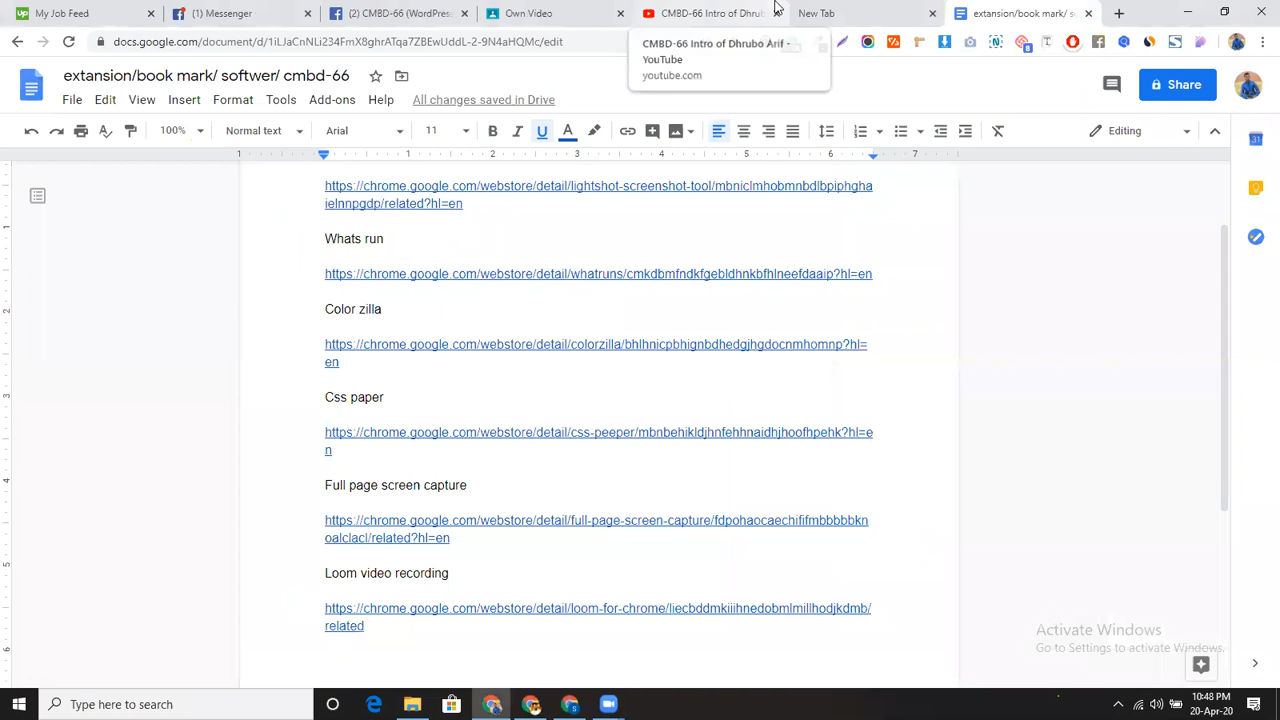 My Job Feed
(1) Messenger
(2) CMBD-66 (WordPres
Own Video
CMBD-66 Intro of Dhrub
New Tab
extansion/book mark/ s
docs.google.com/document/d/1iLJaCnNLi234FmX8BhrATqa7ZBEwUddL-2-9N4aHQMc/edit
CMBD-66 Intro of Dhrubo Arif -
YouTube
youtube.com
extansion/book mark/ softwer/ cmbd-66
Share
File Edit View Insert Format Tools Add-ons Help All changes saved in Drive
100% Normal text Arial 11 Editing
https://chrome.google.com/webstore/detail/lightshot-screenshot-tool/mbniclmhobmnbdlbpiphgha
ielnnpgdp/related?hl=en
Whats run
https://chrome.google.com/webstore/detail/whatruns/cmkdbmfndkfgebldhnkbfhlneefdaaip?hl=en
Color zilla
https://chrome.google.com/webstore/detail/colorzilla/bhlhnicpbhignbdhedgjhgdocnmhomnp?hl=
en
Css paper
https://chrome.google.com/webstore/detail/css-peeper/mbnbehikldjhnfehhnaidhjhoofhpehk?hl=e
n
Full page screen capture
https://chrome.google.com/webstore/detail/full-page-screen-capture/fdpohaocaechififmbbbbbkn
oalclacl/related?hl=en
Loom video recording
https://chrome.google.com/webstore/detail/loom-for-chrome/liecbddmkiiihnedobmlmillhodjkdmb/
related
Activate Windows
Go to Settings to activate Windows.
Type here to search
10:48 PM
20-Apr-20